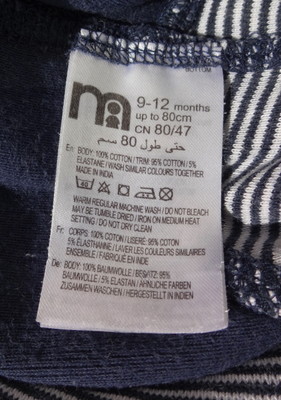 BOTTOM
m
9-12 months
up to 80cm
CN 80/47
حتى طول 80 سم
En: BODY: 100% COTTON / TRIM: 95% COTTON / 5%
ELASTANE / WASH SIMILAR COLOURS TOGETHER
MADE IN INDIA
WARM REGULAR MACHINE WASH / DO NOT BLEACH
MAY BE TUMBLE DRIED / IRON ON MEDIUM HEAT
SETTING / DO NOT DRY CLEAN
Fr: CORPS: 100% COTON / LISERE: 95% COTON
5% ÉLASTHANNE / LAVER LES COULEURS SIMILAIRES
ENSEMBLE / FABRIQUÉ EN INDE
De: BODY: 100% BAUMWOLLE / BESATZ: 95%
BAUMWOLLE / 5% ELASTAN / ÄHNLICHE FARBEN
ZUSAMMEN WASCHEN / HERGESTELLT IN INDIEN